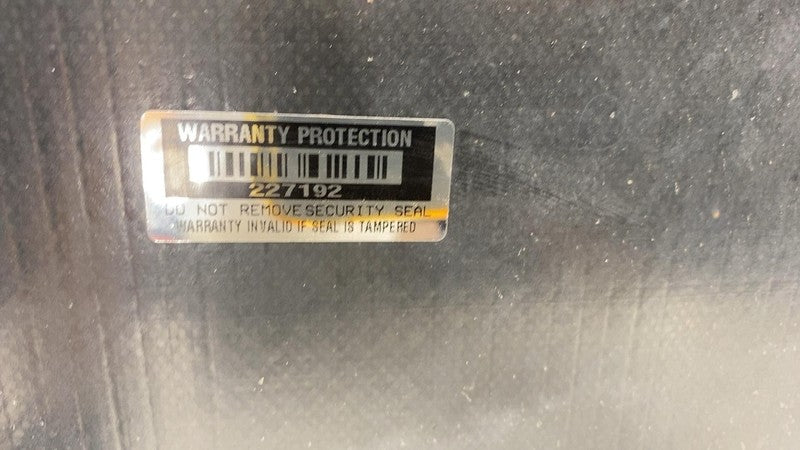 WARRANTY PROTECTION
227192
DO NOT REMOVE SECURITY SEAL
WARRANTY INVALID IF SEAL IS TAMPERED